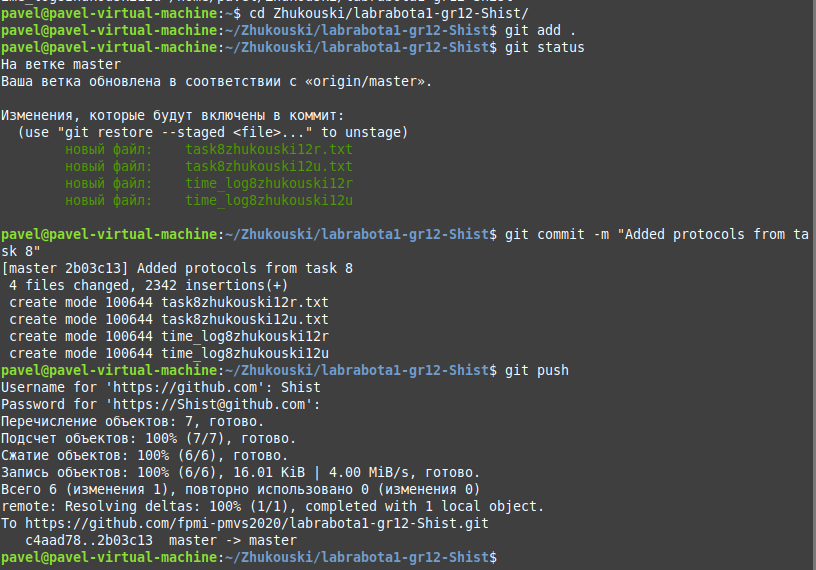 pavel@pavel-virtual-machine:~$ cd Zhukouski/labrabota1-gr12-Shist/
pavel@pavel-virtual-machine:~/Zhukouski/labrabota1-gr12-Shist$ git add .
pavel@pavel-virtual-machine:~/Zhukouski/labrabota1-gr12-Shist$ git status
На ветке master
Ваша ветка обновлена в соответствии с «origin/master».
Изменения, которые будут включены в коммит:
  (use "git restore --staged <file>..." to unstage)
        новый файл:    task8zhukouski12r.txt
        новый файл:    task8zhukouski12u.txt
        новый файл:    time_log8zhukouski12r
        новый файл:    time_log8zhukouski12u
pavel@pavel-virtual-machine:~/Zhukouski/labrabota1-gr12-Shist$ git commit -m "Added protocols from ta
sk 8"
[master 2b03c13] Added protocols from task 8
 4 files changed, 2342 insertions(+)
 create mode 100644 task8zhukouski12r.txt
 create mode 100644 task8zhukouski12u.txt
 create mode 100644 time_log8zhukouski12r
 create mode 100644 time_log8zhukouski12u
pavel@pavel-virtual-machine:~/Zhukouski/labrabota1-gr12-Shist$ git push
Username for 'https://github.com': Shist
Password for 'https://Shist@github.com':
Перечисление объектов: 7, готово.
Подсчет объектов: 100% (7/7), готово.
Сжатие объектов: 100% (6/6), готово.
Запись объектов: 100% (6/6), 16.01 KiB | 4.00 MiB/s, готово.
Всего 6 (изменения 1), повторно использовано 0 (изменения 0)
remote: Resolving deltas: 100% (1/1), completed with 1 local object.
To https://github.com/fpmi-pmvs2020/labrabota1-gr12-Shist.git
   c4aad78..2b03c13  master -> master
pavel@pavel-virtual-machine:~/Zhukouski/labrabota1-gr12-Shist$